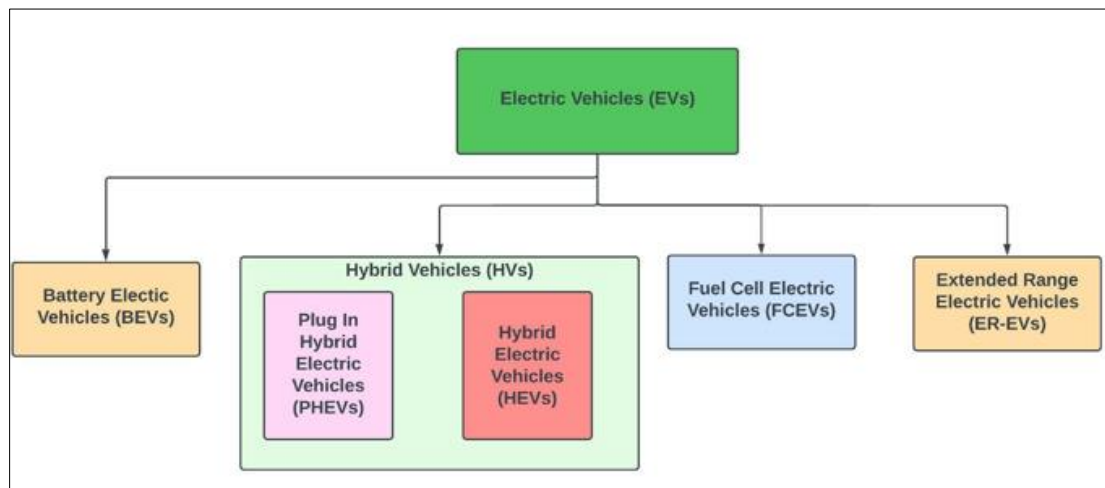 Electric Vehicles (EVs)
Battery Electic
Vehicles (BEVs)
Hybrid Vehicles (HVs)
Plug In
Hybrid
Electric
Vehicles
(PHEVs)
Hybrid
Electric
Vehicles
(HEVs)
Fuel Cell Electric
Vehicles (FCEVs)
Extended Range
Electric Vehicles
(ER-EVs)